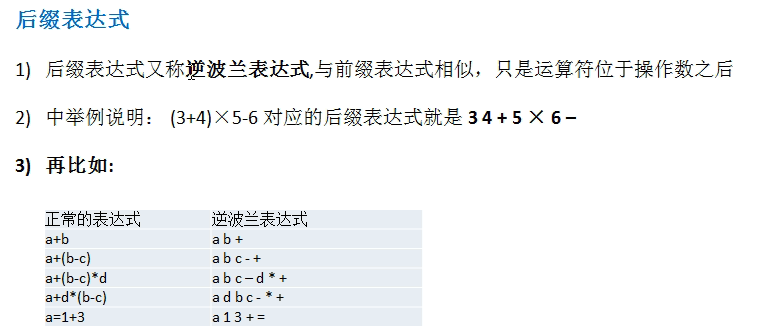 后缀表达式
1) 后缀表达式又称逆波兰表达式,与前缀表达式相似，只是运算符位于操作数之后
2) 中举例说明： (3+4)×5-6 对应的后缀表达式就是 3 4 + 5 × 6 –
3) 再比如:
正常的表达式 逆波兰表达式
a+b a b +
a+(b-c) a b c - +
a+(b-c)*d a b c – d * +
a+d*(b-c) a d b c - * +
a=1+3 a 1 3 + =